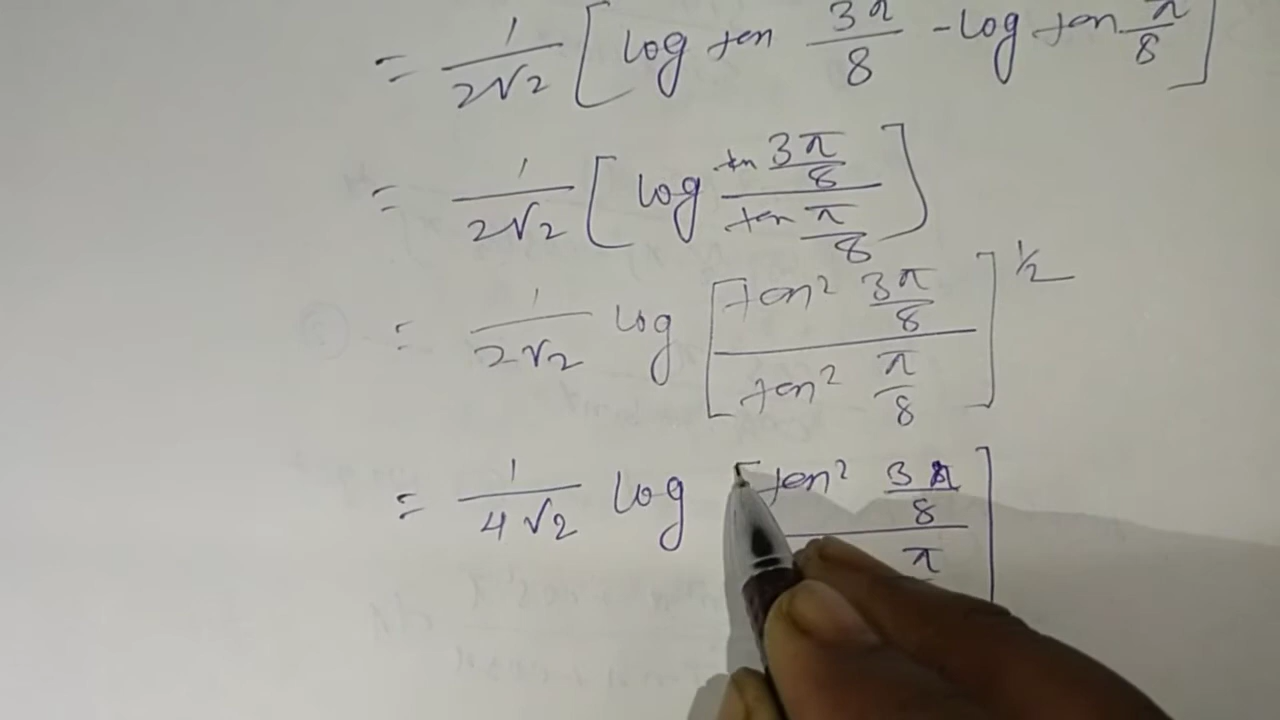 = 1/2√2 [log tan 3π/8 - log tan π/8]
= 1/2√2 [log tan 3π/8 / tan π/8]
= 1/2√2 log [tan² 3π/8 / tan² π/8]^1/2
= 1/4√2 log [tan² 3π/8 / π